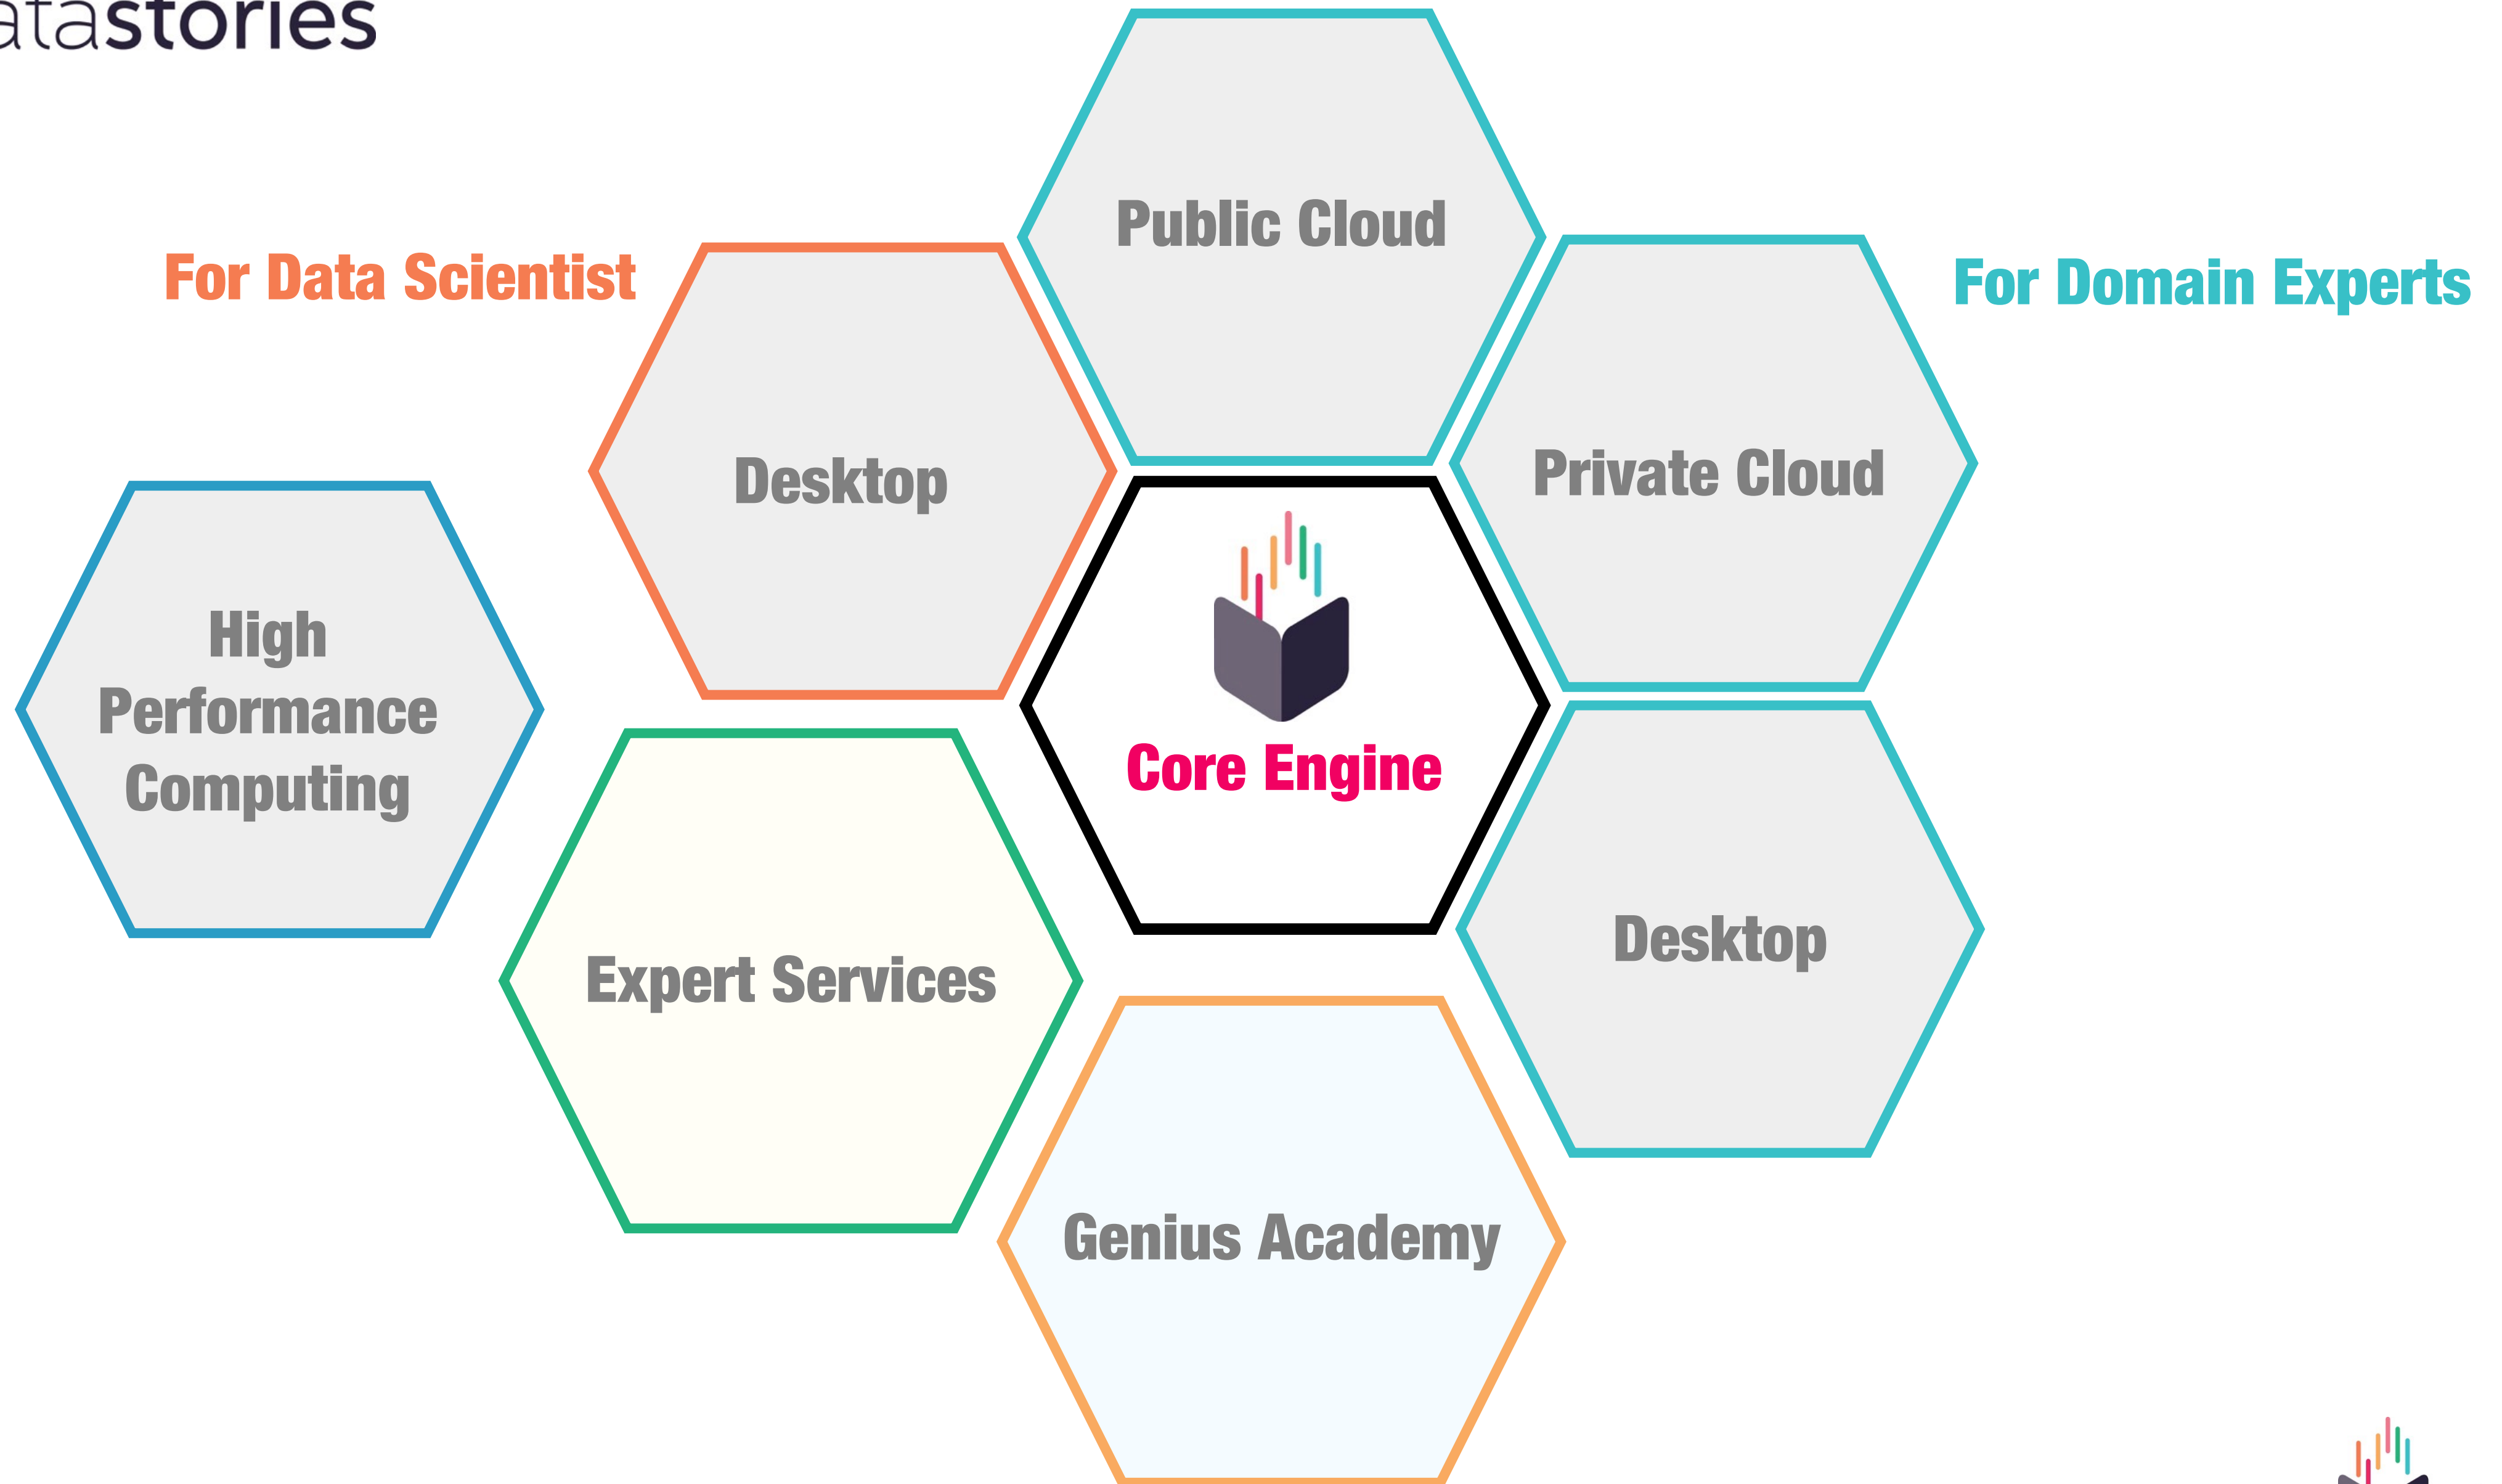 atastories
Public Cloud
For Data Scientist
For Domain Experts
Desktop
Private Cloud
High
Performance
Computing
Core Engine
Desktop
Expert Services
Genius Academy